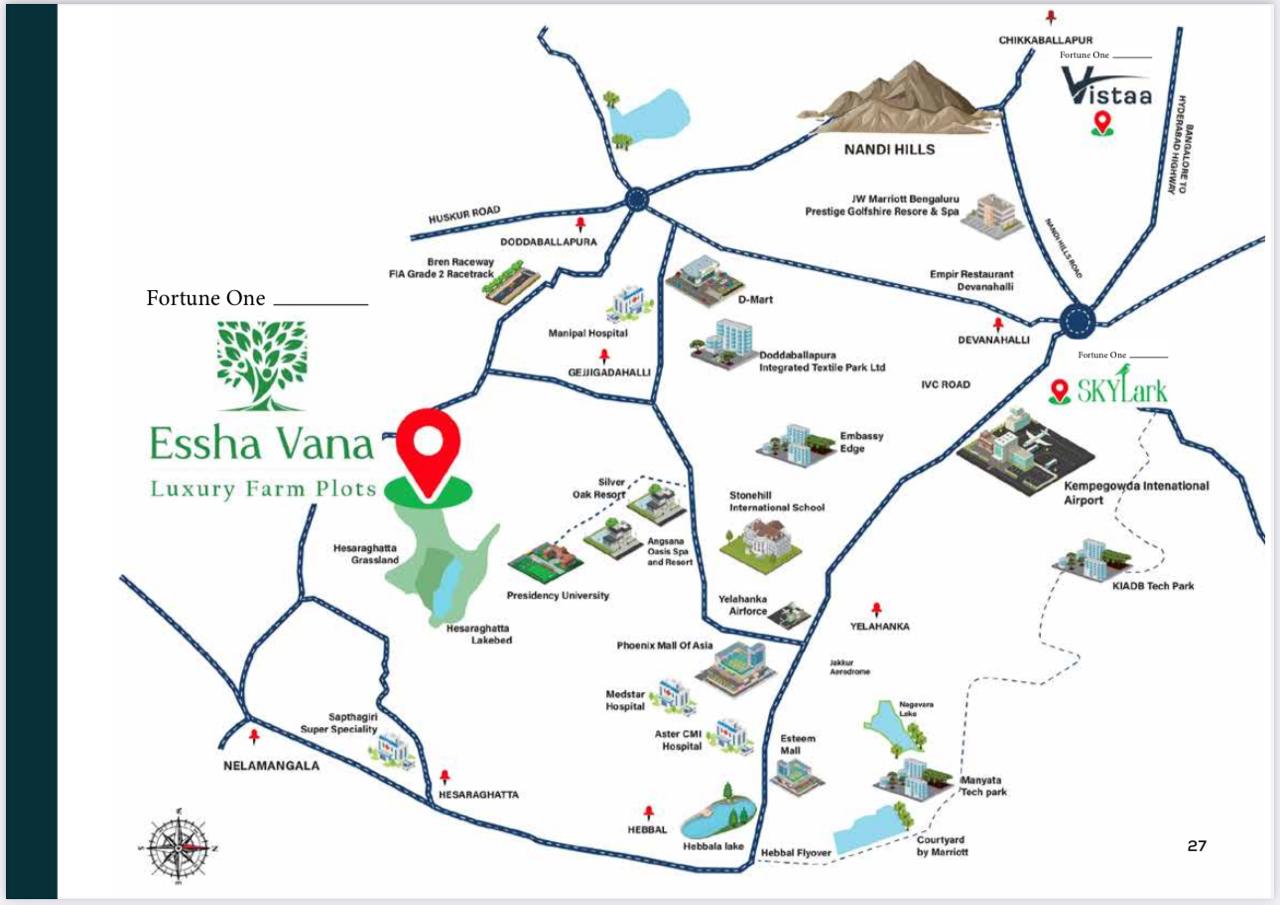 CHIKKABALLAPUR
Fortune One
Vistaa
BANGALORE TO
HYDERABAD HIGHWAY
NANDI HILLS
JW Marriott Bengaluru
Prestige Golfshire Resore & Spa
NANDI HILLS ROAD
HUSKUR ROAD
DODDABALLAPURA
Bren Raceway
FIA Grade 2 Racetrack
Empir Restaurant
Devanahalli
D-Mart
Fortune One
Manipal Hospital
DEVANAHALLI
Doddaballapura
Integrated Textile Park Ltd
Fortune One
GEJJIGADAHALLI
IVC ROAD
SKYLark
Essha Vana
Luxury Farm Plots
Embassy
Edge
Kempegowda Intenational
Airport
Silver
Oak Resort
Stonehill
International School
Hesaraghatta
Grassland
Angsana
Oasis Spa
and Resort
Presidency University
KIADB Tech Park
Yelahanka
Airforce
YELAHANKA
Hesaraghatta
Lakebed
Phoenix Mall Of Asia
Jakkur
Aerodrome
Medstar
Hospital
Nagavara
Lake
Sapthagiri
Super Speciality
Aster CMI
Hospital
Esteem
Mall
NELAMANGALA
Manyata
Tech park
HESARAGHATTA
HEBBAL
Hebbala lake
Hebbal Flyover
Courtyard
by Marriott
27